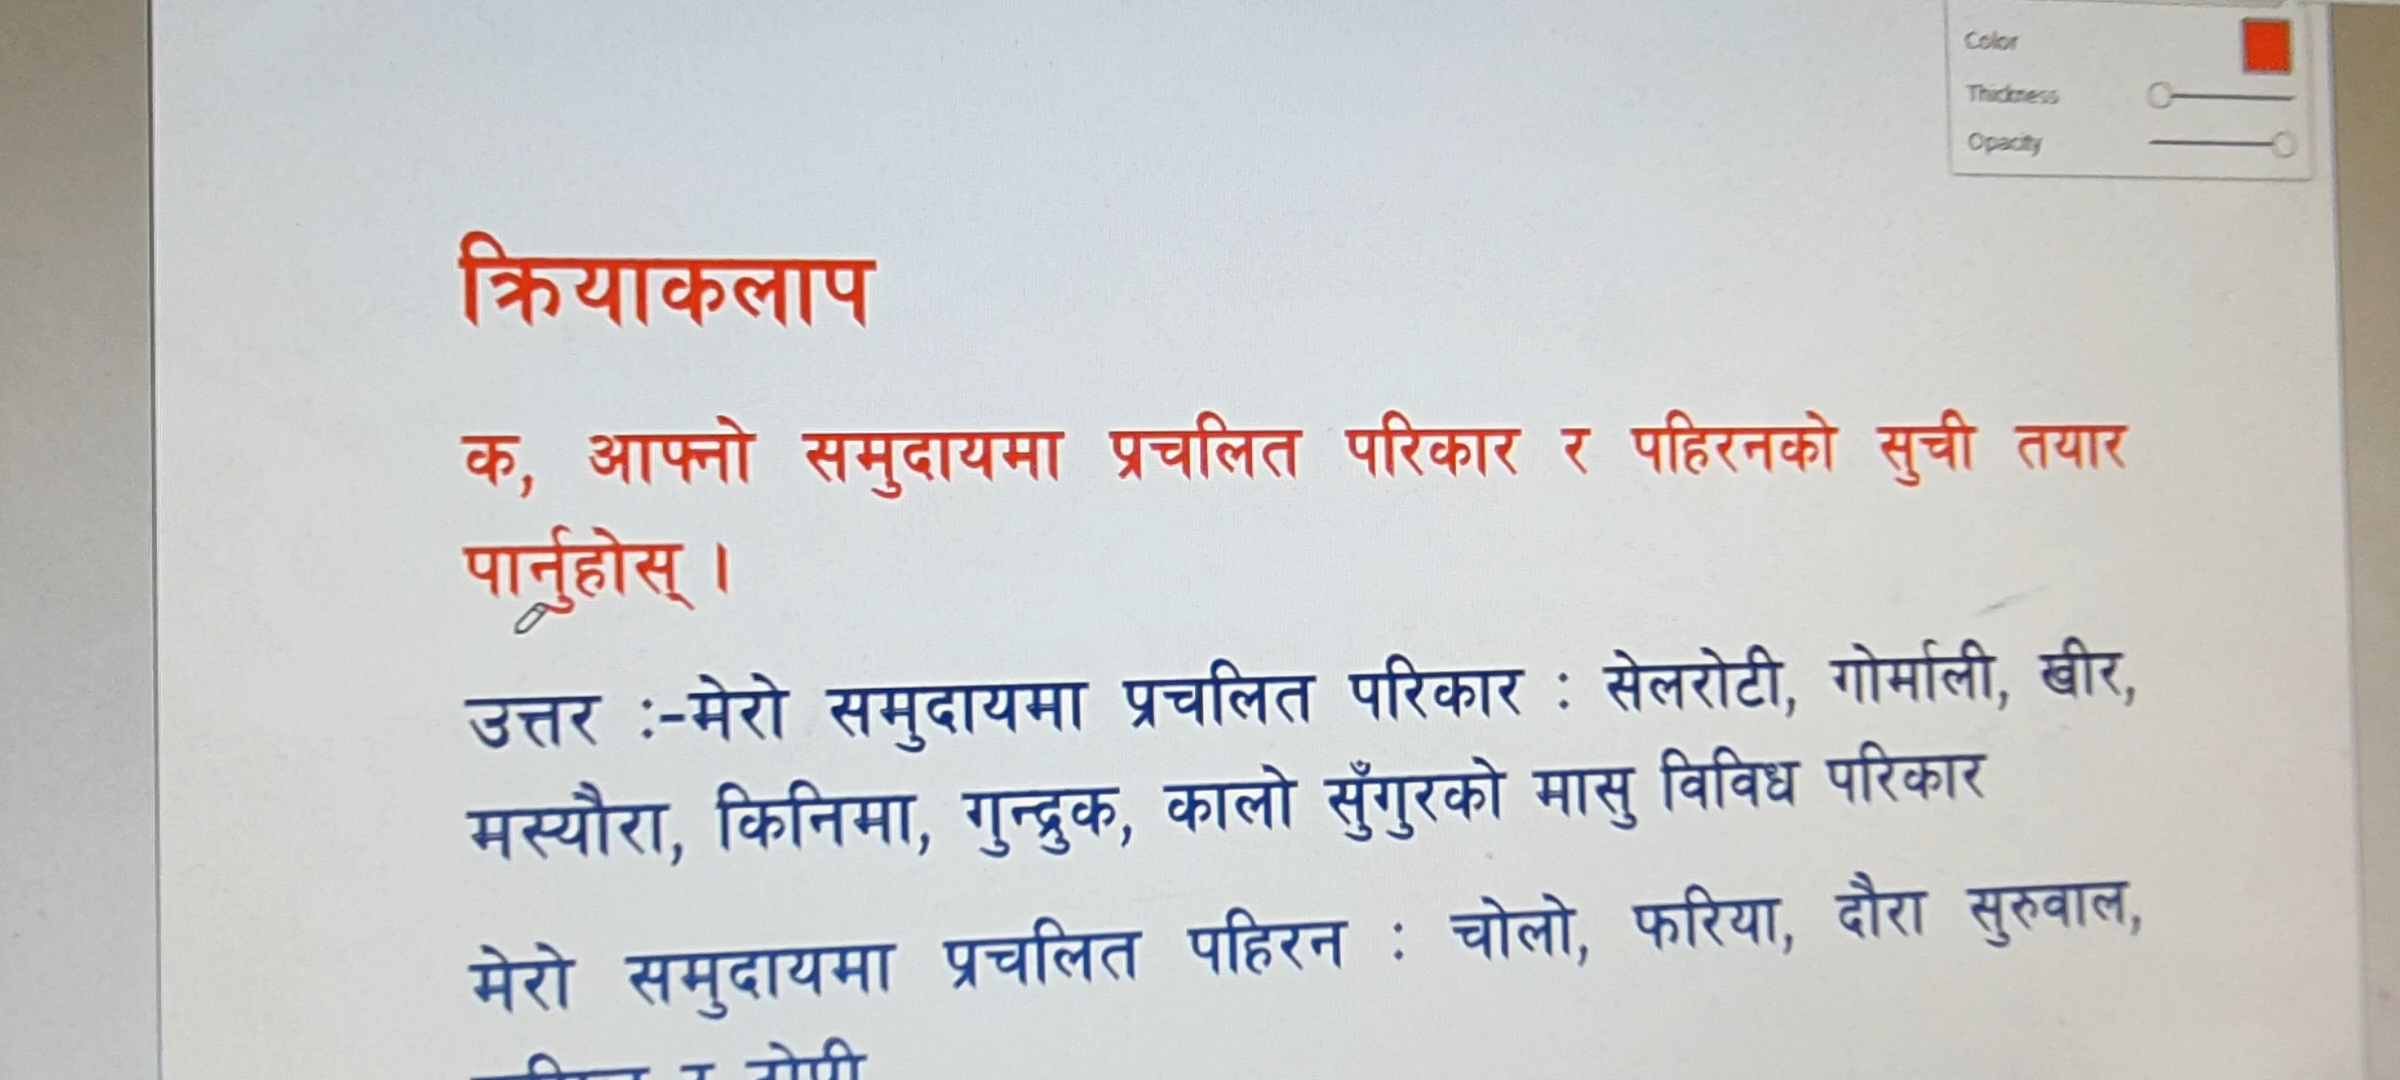 Color
Thickness
Opacity
क्रियाकलाप
क, आफ्नो समुदायमा प्रचलित परिकार र पहिरनको सुची तयार
पार्नुहोस् ।
उत्तर :-मेरो समुदायमा प्रचलित परिकार : सेलरोटी, गोर्माली, खीर,
मस्यौरा, किनिमा, गुन्द्रुक, कालो सुँगुरको मासु विविध परिकार
मेरो समुदायमा प्रचलित पहिरन : चोलो, फरिया, दौरा सुरुवाल,
र टोपी